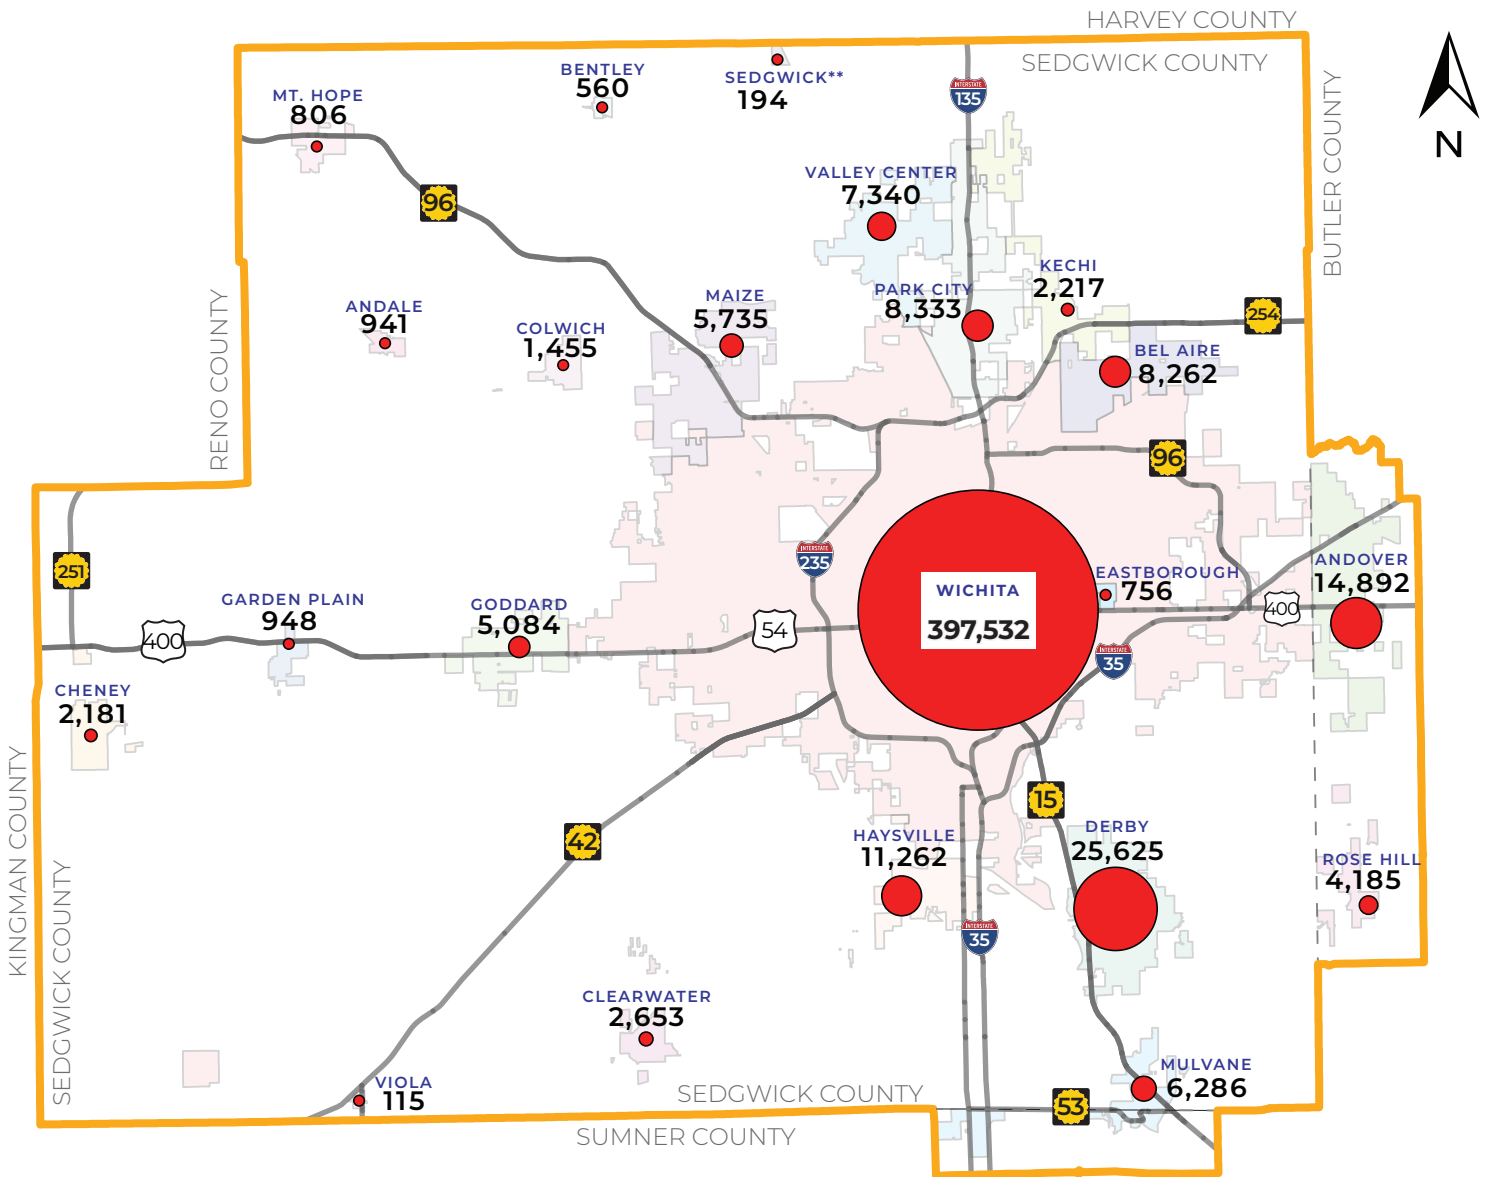 HARVEY COUNTY
SEDGWICK COUNTY
BENTLEY
560
SEDGWICK**
194
MT. HOPE
806
INTERSTATE
135
BUTLER COUNTY
N
96
VALLEY CENTER
7,340
KECHI
2,217
PARK CITY
8,333
MAIZE
5,735
ANDALE
941
COLWICH
1,455
254
BEL AIRE
8,262
RENO COUNTY
96
251
INTERSTATE
235
WICHITA
397,532
EASTBOROUGH
756
ANDOVER
14,892
GARDEN PLAIN
948
GODDARD
5,084
400
54
400
INTERSTATE
35
CHENEY
2,181
KINGMAN COUNTY
SEDGWICK COUNTY
42
15
HAYSVILLE
11,262
DERBY
25,625
ROSE HILL
4,185
INTERSTATE
35
CLEARWATER
2,653
VIOLA
115
SEDGWICK COUNTY
SUMNER COUNTY
53
MULVANE
6,286